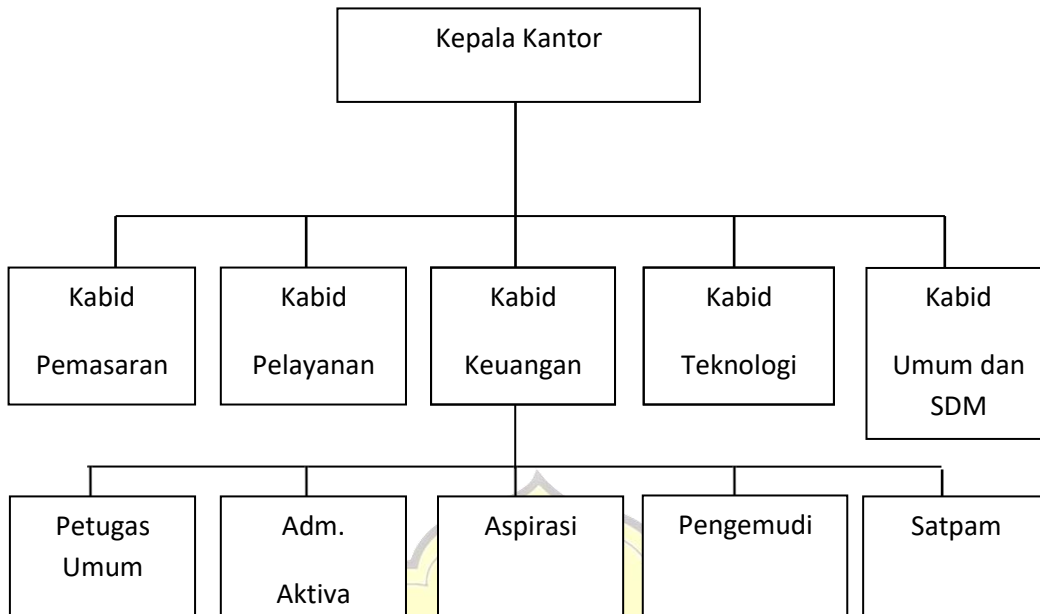 Kepala Kantor
Kabid
Pemasaran
Kabid
Pelayanan
Kabid
Keuangan
Kabid
Teknologi
Kabid
Umum dan
SDM
Petugas
Umum
Adm.
Aktiva
Aspirasi
Pengemudi
Satpam